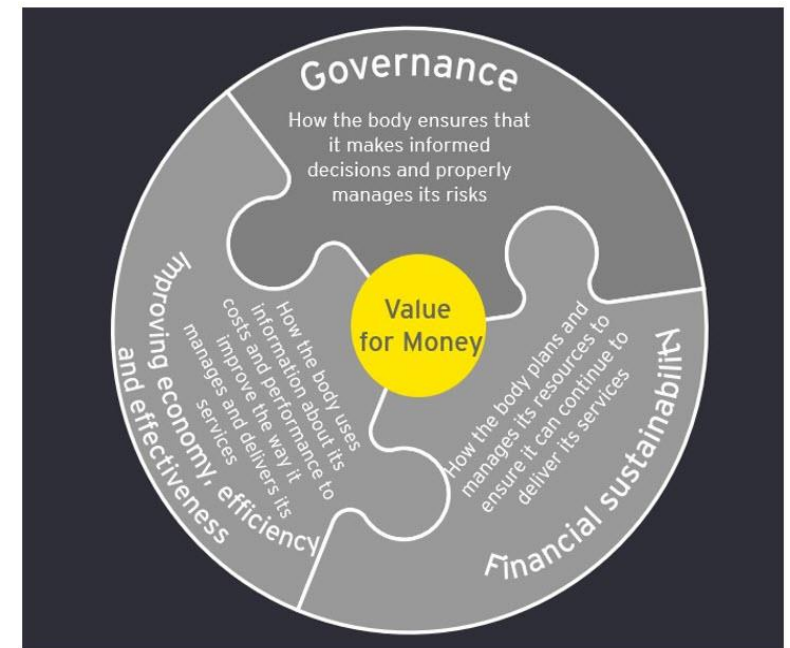 Governance
How the body ensures that
it makes informed
decisions and properly
manages its risks
Value
for Money
Improving economy, efficiency
and effectiveness
How the body uses
information about its
costs and performance to
improve the way it
manages and delivers its
services
How the body plans and
manages its resources to
ensure it can continue to
deliver its services
Financial sustainability